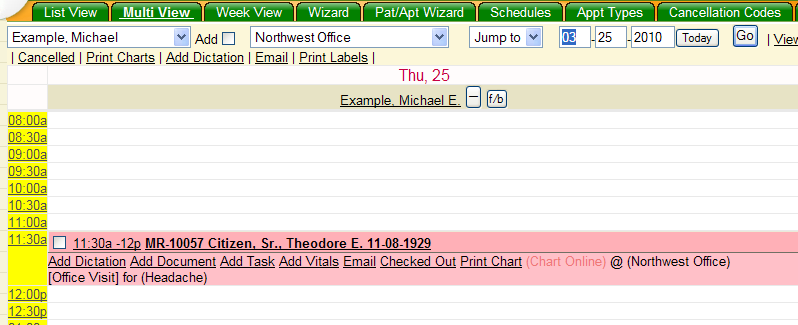 List View Multi View Week View Wizard Pat/Apt Wizard Schedules Appt Types Cancellation Codes
Example, Michael Add Northwest Office Jump to 03 - 25 - 2010 Today Go | View
| Cancelled | Print Charts | Add Dictation | Email | Print Labels |
Thu, 25
Example, Michael E. — f/b
08:00a
08:30a
09:00a
09:30a
10:00a
10:30a
11:00a
11:30a 11:30a -12p MR-10057 Citizen, Sr., Theodore E. 11-08-1929
Add Dictation Add Document Add Task Add Vitals Email Checked Out Print Chart (Chart Online) @ (Northwest Office)
[Office Visit] for (Headache)
12:00p
12:30p